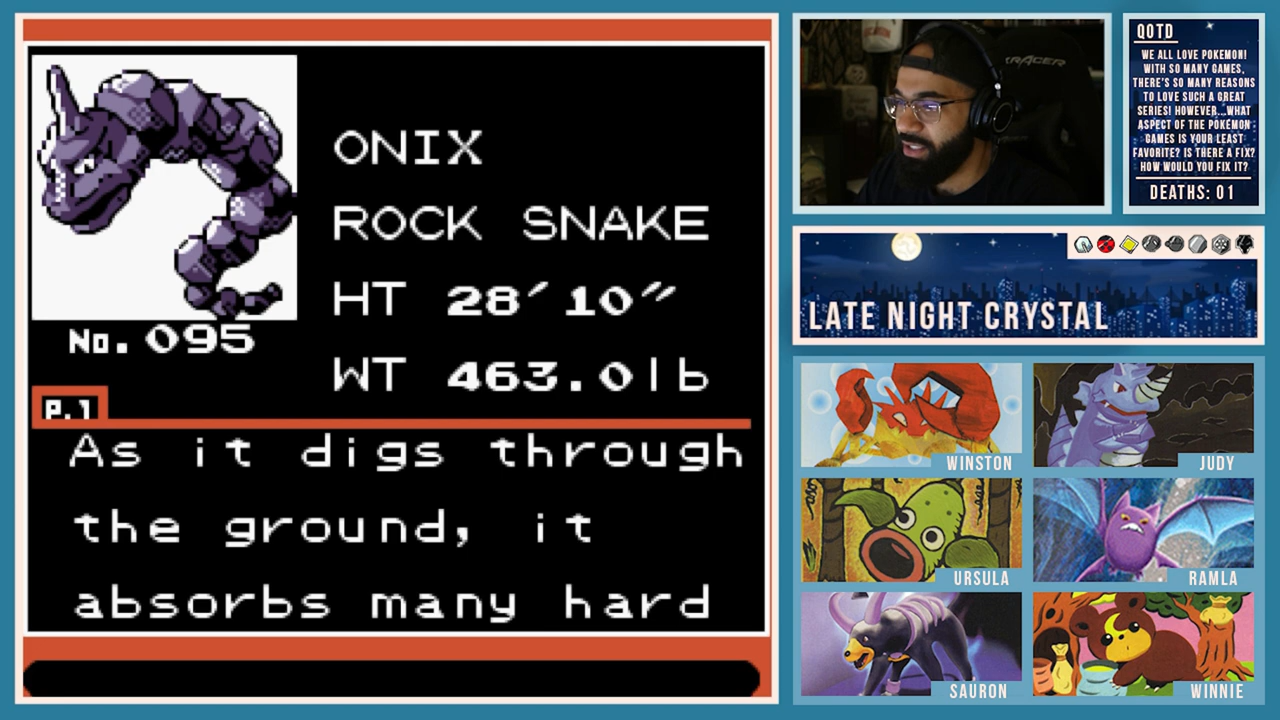 ONIX
ROCK SNAKE
HT 28′10″
WT 463.0lb
No.095
P.1
As it digs through
the ground, it
absorbs many hard
ACER
QOTD
WE ALL LOVE POKEMON!
WITH SO MANY GAMES,
THERE'S SO MANY REASONS
TO LOVE SUCH A GREAT
SERIES! HOWEVER...WHAT
ASPECT OF THE POKÉMON
GAMES IS YOUR LEAST
FAVORITE? IS THERE A FIX?
HOW WOULD YOU FIX IT?
DEATHS: 01
LATE NIGHT CRYSTAL
WINSTON
JUDY
URSULA
RAMLA
SAURON
WINNIE